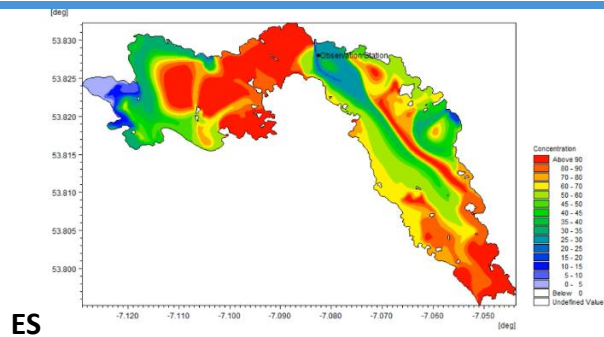 [deg]
53.830
53.825
53.820
53.815
53.810
53.805
53.800
Observation Station
-7.120 -7.110 -7.100 -7.090 -7.080 -7.070 -7.060 -7.050
[deg]
Concentration
Above 90
80 - 90
70 - 80
60 - 70
50 - 60
45 - 50
40 - 45
35 - 40
30 - 35
25 - 30
20 - 25
15 - 20
10 - 15
5 - 10
0 - 5
Below 0
Undefined Value
ES